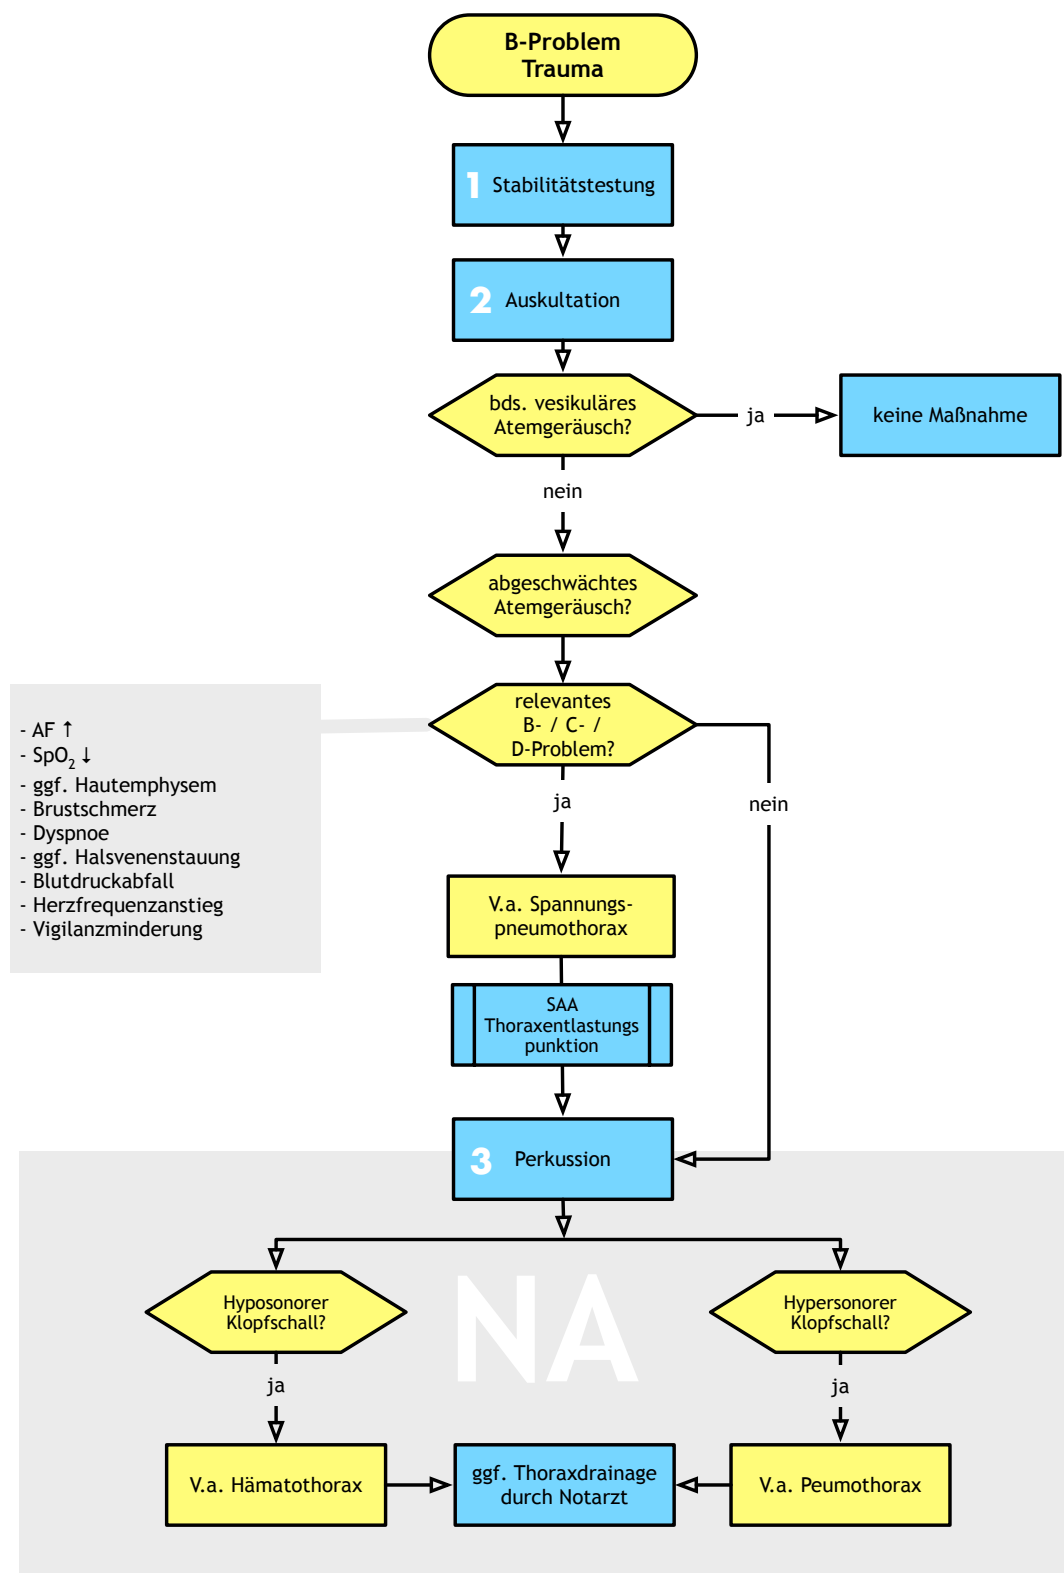 B-Problem
Trauma
1 Stabilitätstestung
2 Auskultation
bds. vesikuläres
Atemgeräusch?
ja
keine Maßnahme
nein
abgeschwächtes
Atemgeräusch?
relevantes
B- / C- /
D-Problem?
- AF ↑
- SpO₂ ↓
- ggf. Hautemphysem
- Brustschmerz
- Dyspnoe
- ggf. Halsvenenstauung
- Blutdruckabfall
- Herzfrequenzanstieg
- Vigilanzminderung
ja
nein
V.a. Spannungs-
pneumothorax
SAA
Thoraxentlastungs
punktion
3 Perkussion
NA
Hyposonorer
Klopfschall?
Hypersonorer
Klopfschall?
ja
ja
V.a. Hämatothorax
ggf. Thoraxdrainage
durch Notarzt
V.a. Peumothorax